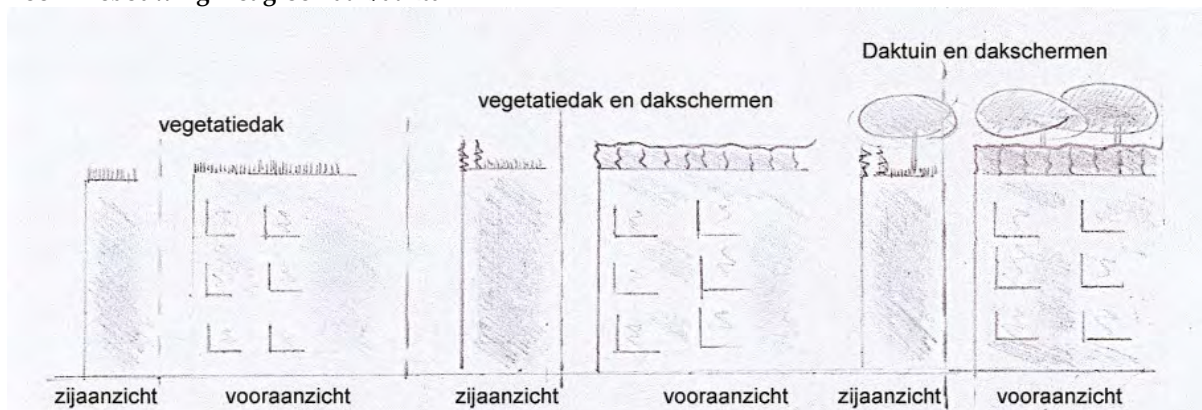 Daktuin en dakschermen
vegetatiedak en dakschermen
vegetatiedak
zijaanzicht
vooraanzicht
zijaanzicht
vooraanzicht
zijaanzicht
vooraanzicht